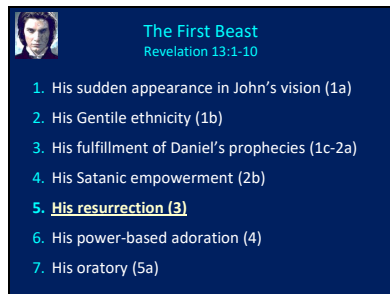 The First Beast
Revelation 13:1-10
1. His sudden appearance in John's vision (1a)
2. His Gentile ethnicity (1b)
3. His fulfillment of Daniel's prophecies (1c-2a)
4. His Satanic empowerment (2b)
5. His resurrection (3)
6. His power-based adoration (4)
7. His oratory (5a)